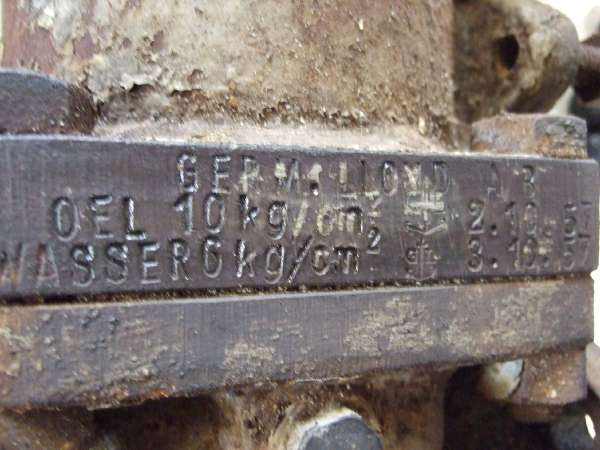 GERM. LLOYD A B
OEL 10 kg/cm² 2.10.57
WASSER 6 kg/cm² 3.10.57